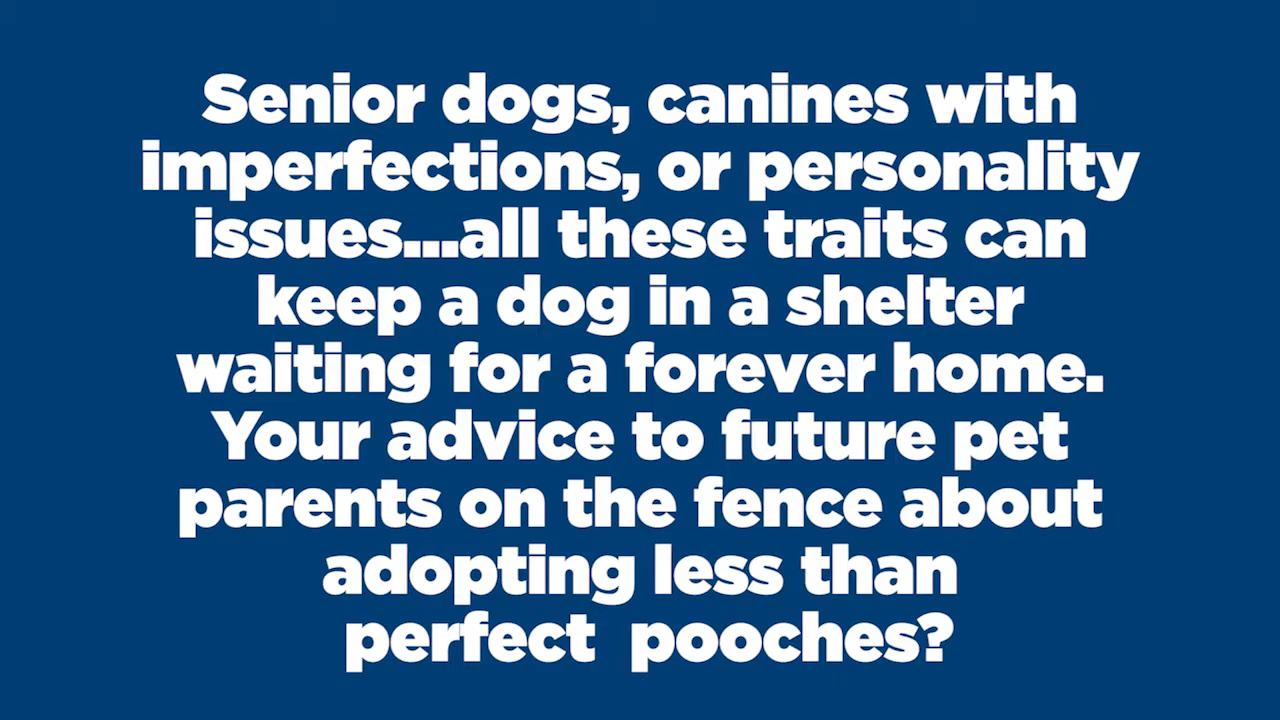 Senior dogs, canines with
imperfections, or personality
issues...all these traits can
keep a dog in a shelter
waiting for a forever home.
Your advice to future pet
parents on the fence about
adopting less than
perfect  pooches?